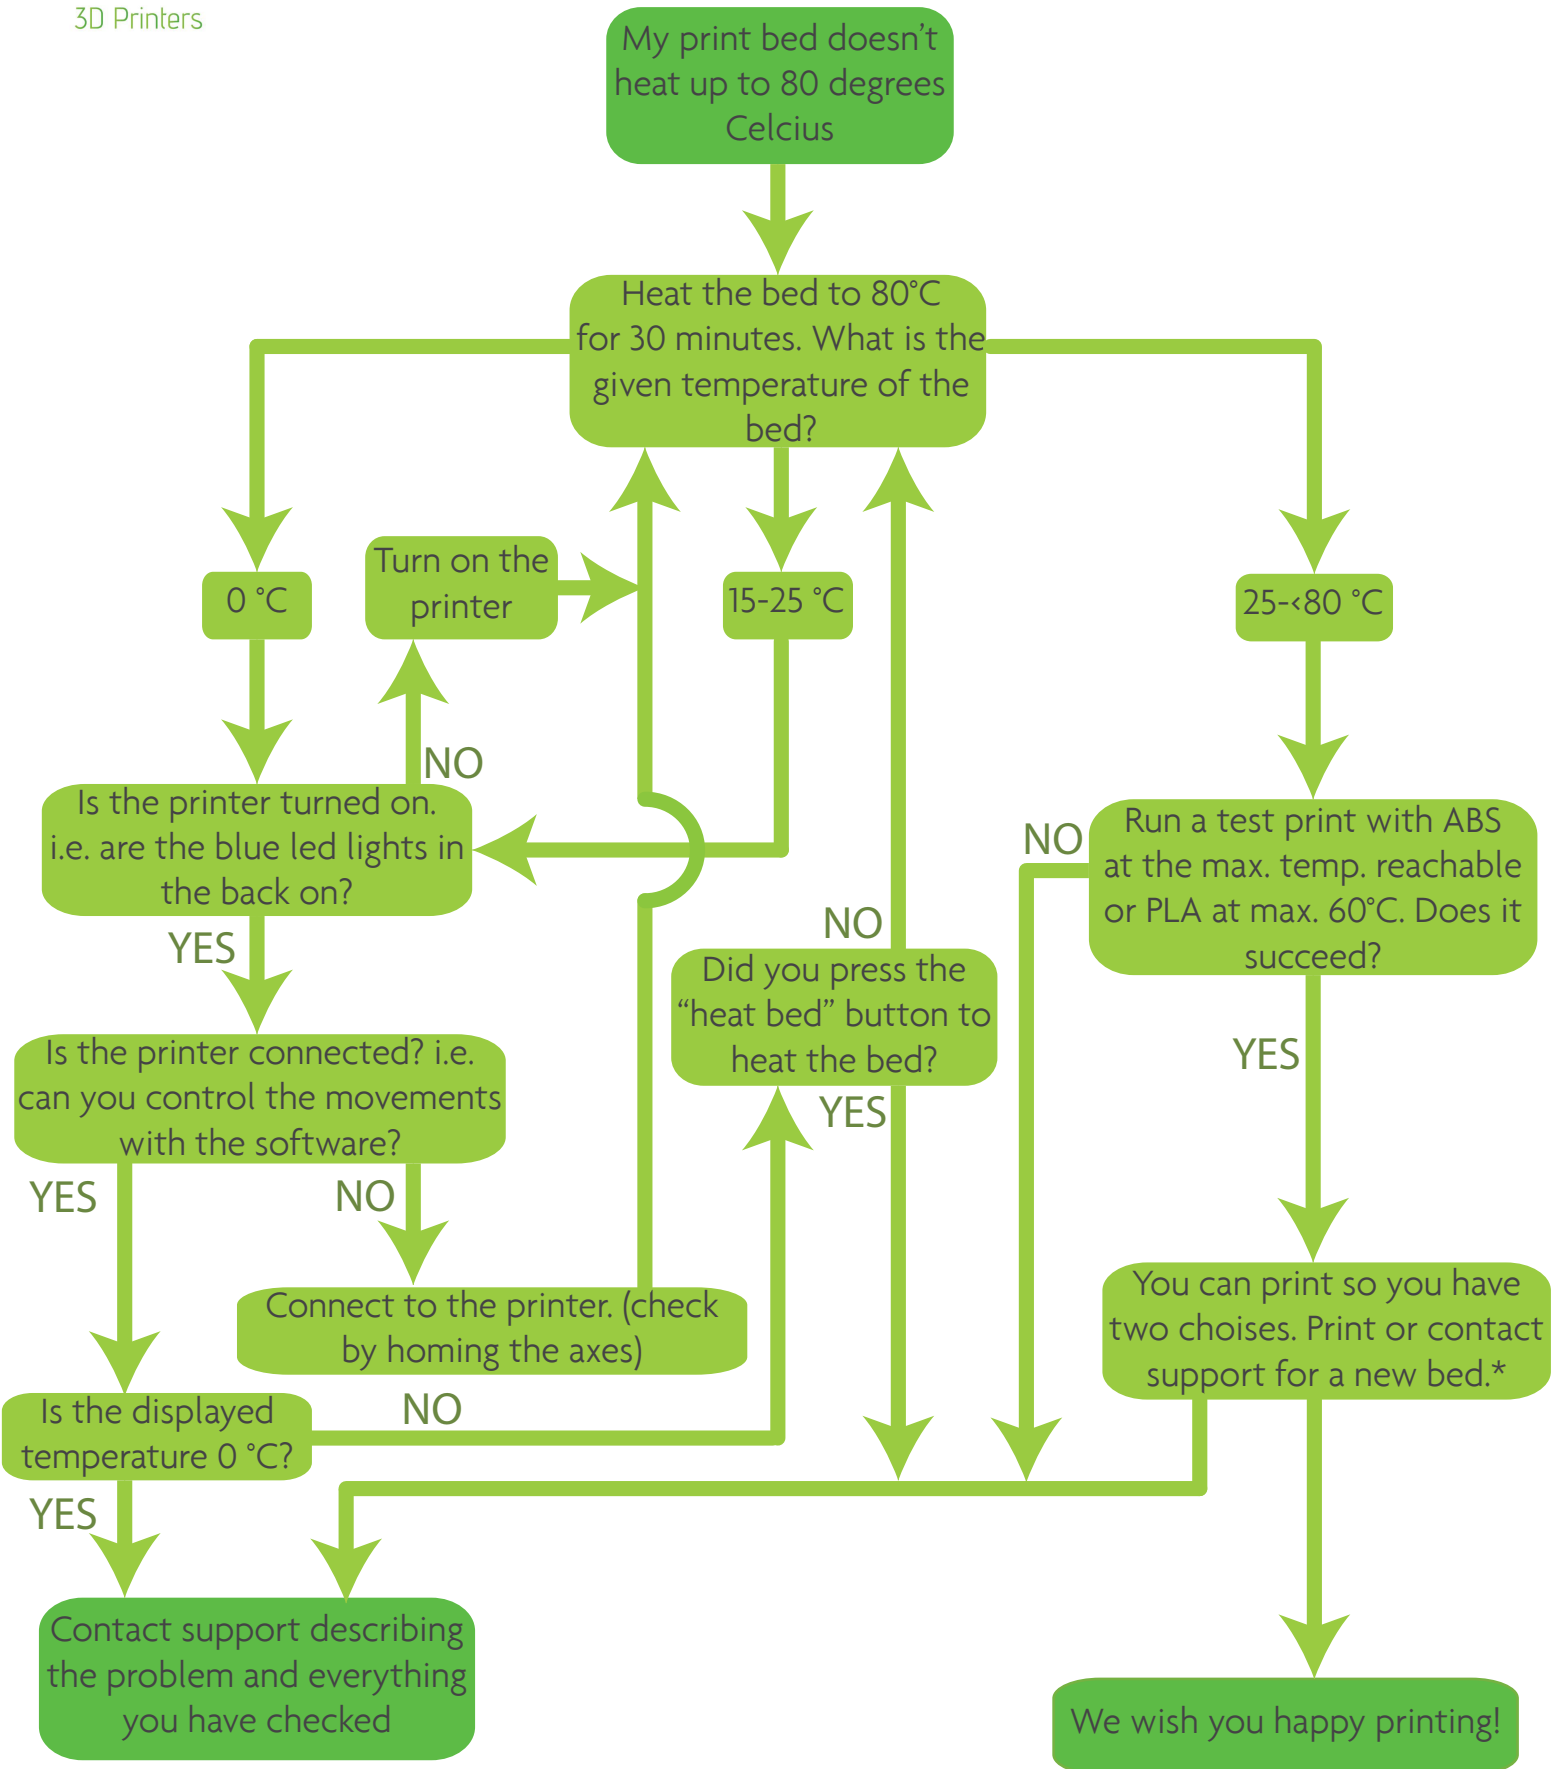 3D Printers
My print bed doesn't
heat up to 80 degrees
Celcius
Heat the bed to 80°C
for 30 minutes. What is the
given temperature of the
bed?
0 °C
Turn on the
printer
15-25 °C
25-<80 °C
NO
Is the printer turned on.
i.e. are the blue led lights in
the back on?
YES
NO
Run a test print with ABS
at the max. temp. reachable
or PLA at max. 60°C. Does it
succeed?
YES
NO
Did you press the
“heat bed” button to
heat the bed?
YES
Is the printer connected? i.e.
can you control the movements
with the software?
YES
NO
Connect to the printer. (check
by homing the axes)
You can print so you have
two choises. Print or contact
support for a new bed.*
Is the displayed
temperature 0 °C?
NO
YES
Contact support describing
the problem and everything
you have checked
We wish you happy printing!